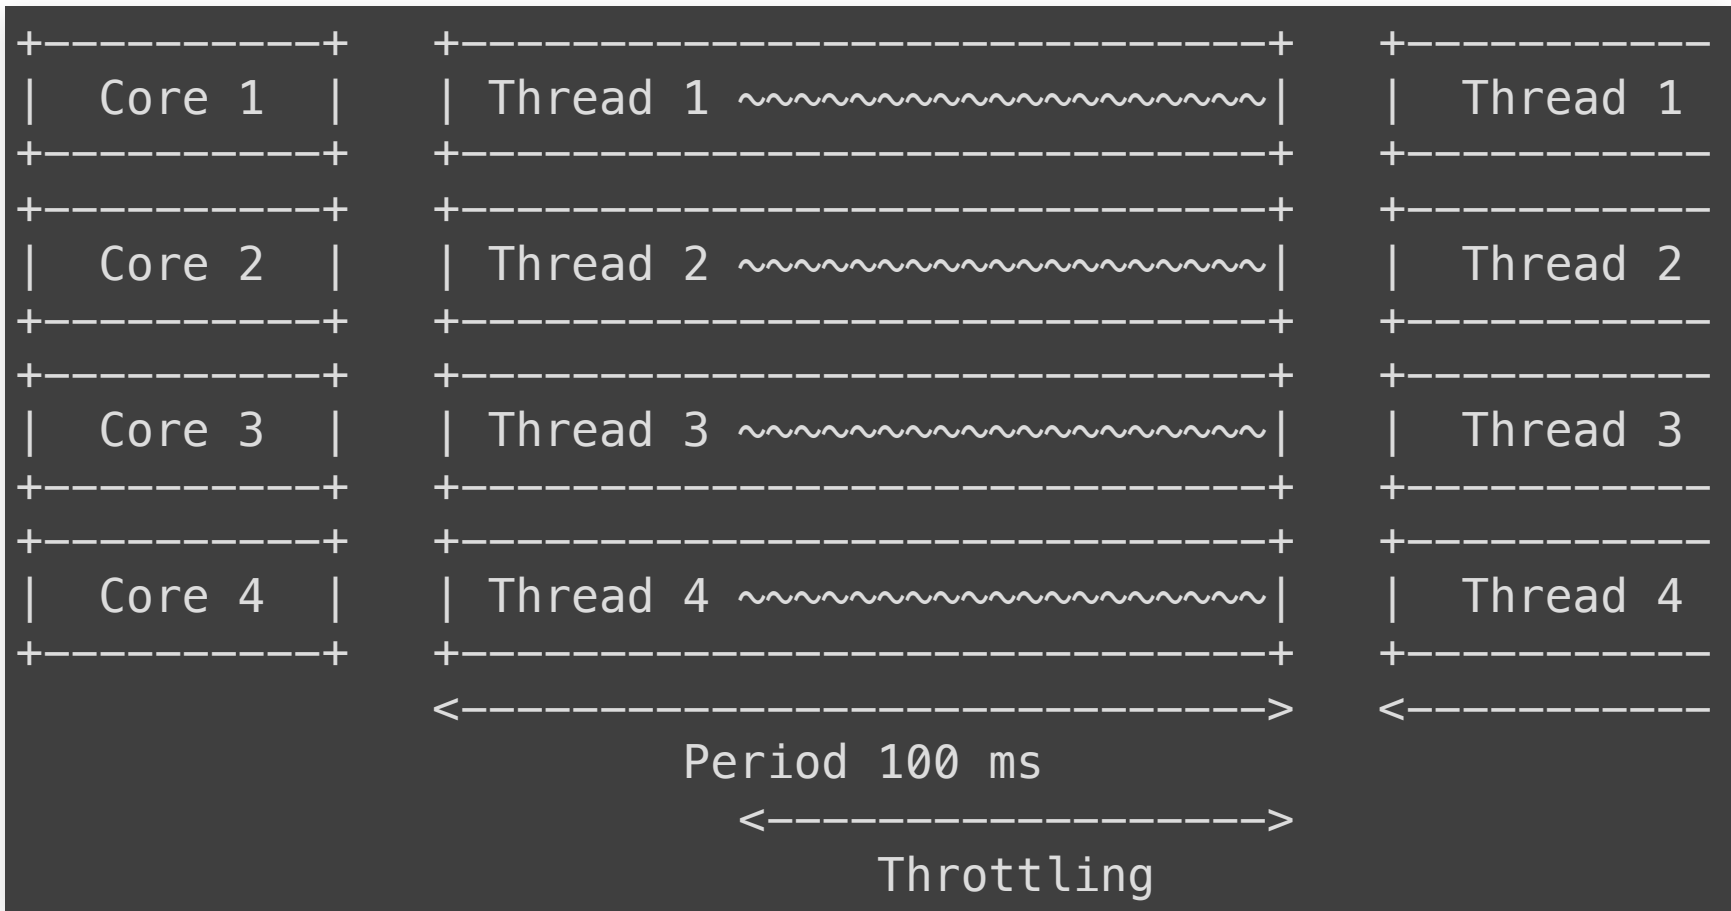 +-----------+   +-----------------------------+   +-----------
|  Core 1  |   | Thread 1 ~~~~~~~~~~~~~~~~~~~|   |  Thread 1
+-----------+   +-----------------------------+   +-----------
+-----------+   +-----------------------------+   +-----------
|  Core 2  |   | Thread 2 ~~~~~~~~~~~~~~~~~~~|   |  Thread 2
+-----------+   +-----------------------------+   +-----------
+-----------+   +-----------------------------+   +-----------
|  Core 3  |   | Thread 3 ~~~~~~~~~~~~~~~~~~~|   |  Thread 3
+-----------+   +-----------------------------+   +-----------
+-----------+   +-----------------------------+   +-----------
|  Core 4  |   | Thread 4 ~~~~~~~~~~~~~~~~~~~|   |  Thread 4
+-----------+   +-----------------------------+   +-----------
<----------------------------->   <-----------
Period 100 ms
<------------------>
Throttling